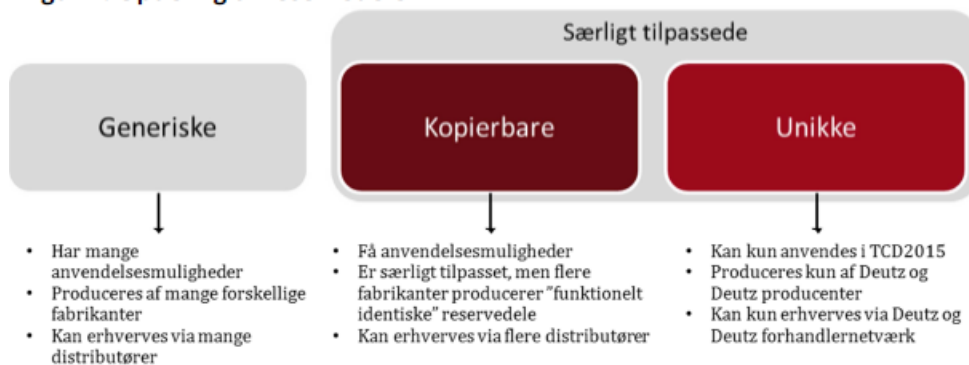 Særligt tilpassede
Generiske
Kopierbare
Unikke
• Har mange
anvendelsesmuligheder
• Produceres af mange forskellige
fabrikanter
• Kan erhverves via mange
distributører
• Få anvendelsesmuligheder
• Er særligt tilpasset, men flere
fabrikanter producerer ”funktionelt
identiske” reservedele
• Kan erhverves via flere distributører
• Kan kun anvendes i TCD2015
• Produceres kun af Deutz og
Deutz producenter
• Kan kun erhverves via Deutz og
Deutz forhandlernetværk